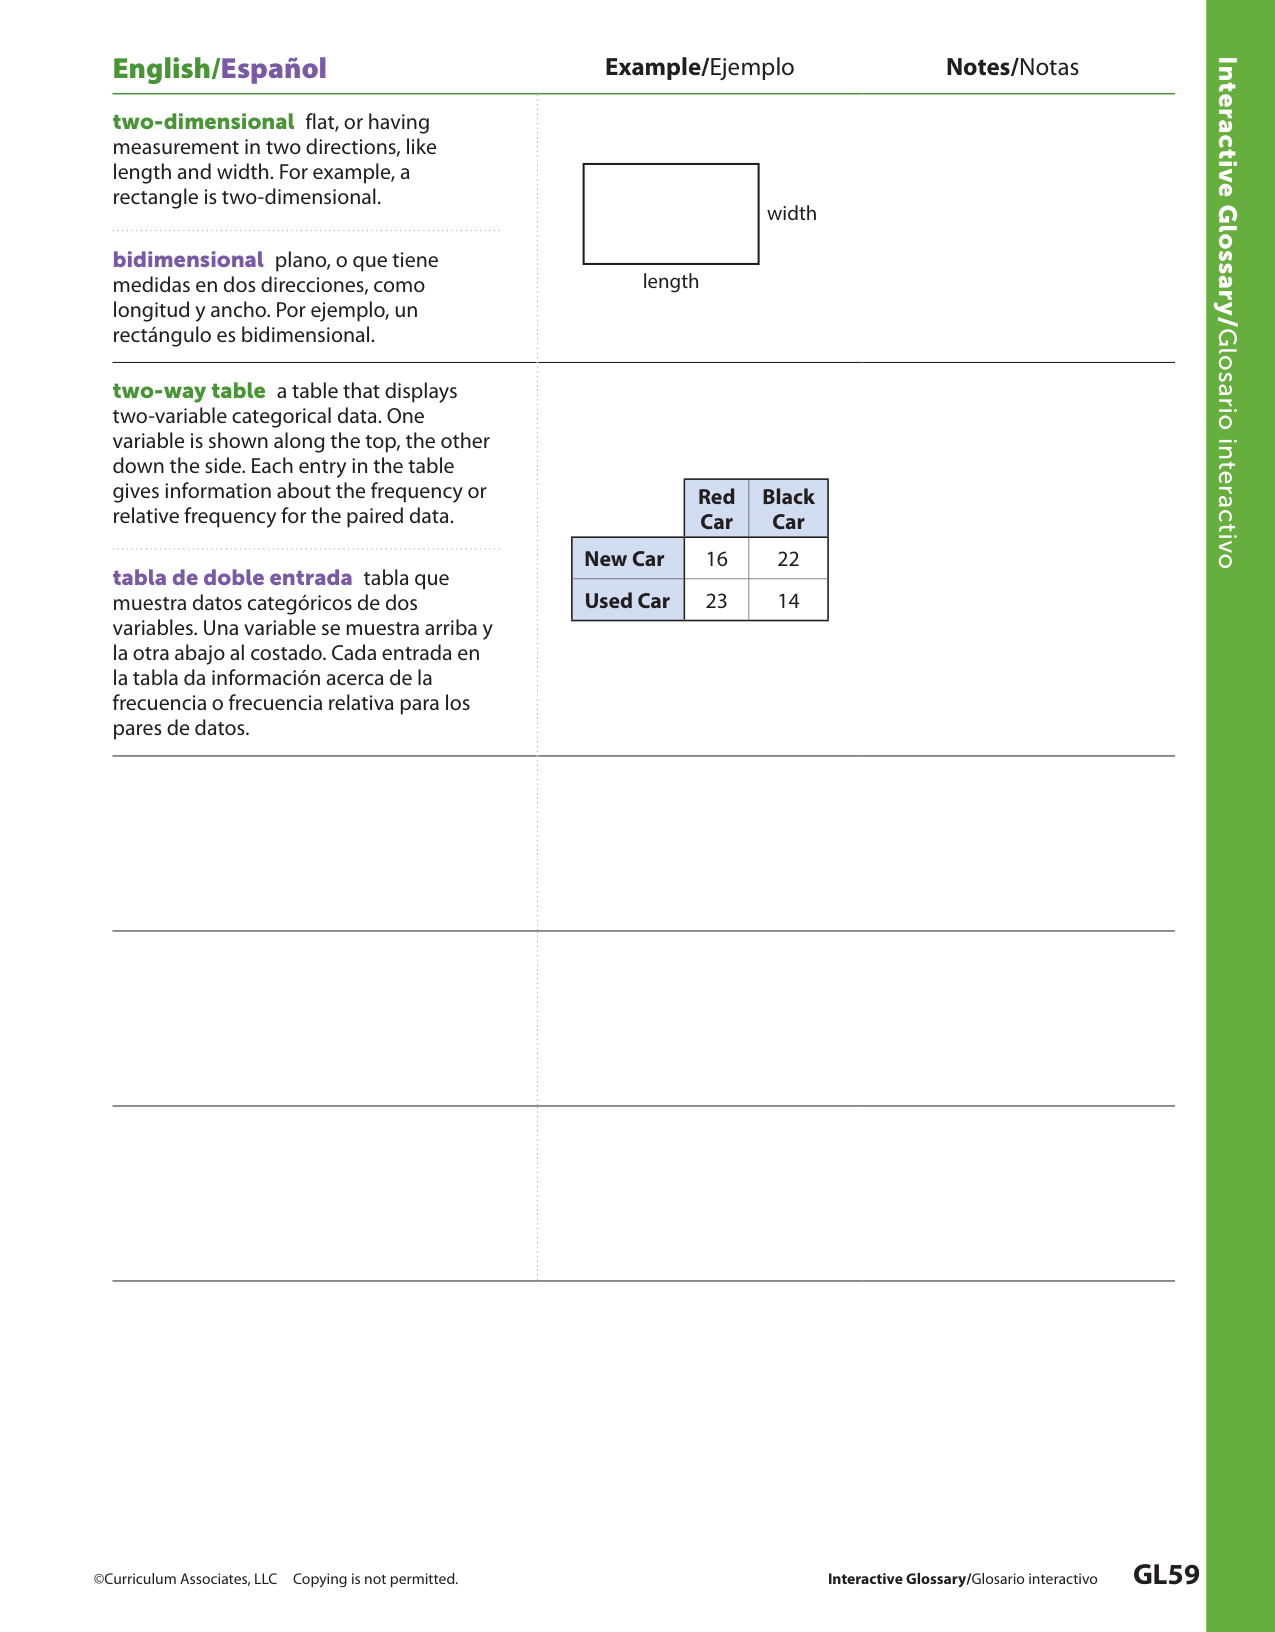 English/Español
Example/Ejemplo
Notes/Notas
two-dimensional flat, or having
measurement in two directions, like
length and width. For example, a
rectangle is two-dimensional.
bidimensional plano, o que tiene
medidas en dos direcciones, como
longitud y ancho. Por ejemplo, un
rectángulo es bidimensional.
width
length
two-way table a table that displays
two-variable categorical data. One
variable is shown along the top, the other
down the side. Each entry in the table
gives information about the frequency or
relative frequency for the paired data.
tabla de doble entrada tabla que
muestra datos categóricos de dos
variables. Una variable se muestra arriba y
la otra abajo al costado. Cada entrada en
la tabla da información acerca de la
frecuencia o frecuencia relativa para los
pares de datos.
Red Black
Car Car
New Car 16 22
Used Car 23 14
Interactive Glossary/Glosario interactivo
©Curriculum Associates, LLC Copying is not permitted.
Interactive Glossary/Glosario interactivo GL59